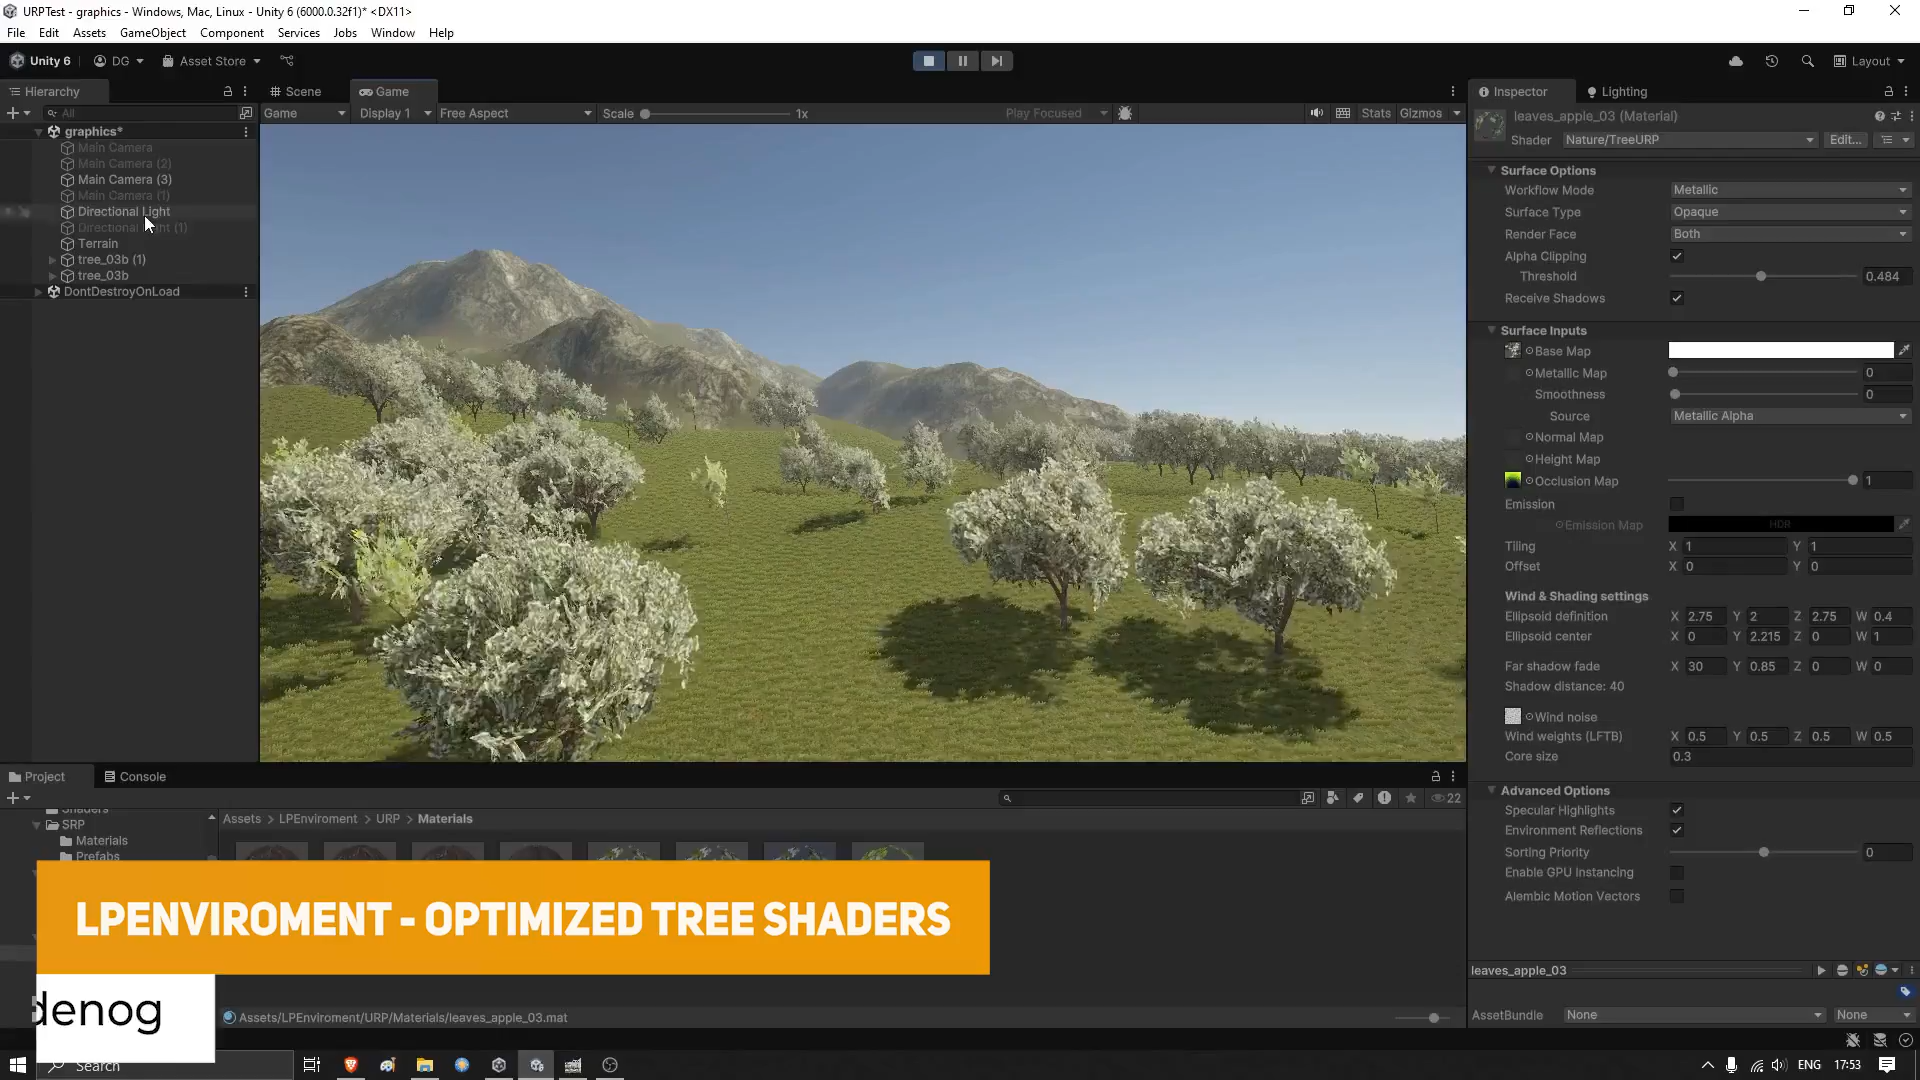 URPTest - graphics - Windows, Mac, Linux - Unity 6 (6000.0.32f1)* <DX11>
File Edit Assets GameObject Component Services Jobs Window Help
Unity 6 DG Asset Store Layout
Hierarchy
All
graphics*
Main Camera
Main Camera (2)
Main Camera (3)
Main Camera (1)
Directional Light
Directional Light (1)
Terrain
tree_03b (1)
tree_03b
DontDestroyOnLoad
Scene Game
Game Display 1 Free Aspect Scale 1x Play Focused Stats Gizmos
Inspector Lighting
leaves_apple_03 (Material)
Shader Nature/TreeURP Edit...
Surface Options
Workflow Mode Metallic
Surface Type Opaque
Render Face Both
Alpha Clipping
Threshold 0.484
Receive Shadows
Surface Inputs
Base Map
Metallic Map 0
Smoothness 0
Source Metallic Alpha
Normal Map
Height Map
Occlusion Map 1
Emission
Emission Map HDR
Tiling X 1 Y 1
Offset X 0 Y 0
Wind & Shading settings
Ellipsoid definition X 2.75 Y 2 Z 2.75 W 0.4
Ellipsoid center X 0 Y 2.215 Z 0 W 1
Far shadow fade X 30 Y 0.85 Z 0 W 0
Shadow distance: 40
Wind noise
Wind weights (LFTB) X 0.5 Y 0.5 Z 0.5 W 0.5
Core size 0.3
Advanced Options
Specular Highlights
Environment Reflections
Sorting Priority 0
Enable GPU Instancing
Alembic Motion Vectors
leaves_apple_03
AssetBundle None None
Project Console
22
Shaders
SRP
Materials
Prefabs
Assets > LPEnviroment > URP > Materials
LPENVIROMENT - OPTIMIZED TREE SHADERS
denog
Assets/LPEnviroment/URP/Materials/leaves_apple_03.mat
Search
ENG 17:53